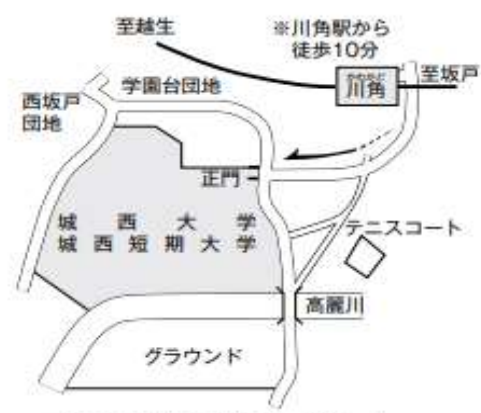 至越生
※川角駅から
徒歩10分
川角
至坂戸
学園台団地
西坂戸
団地
正門
城西大学
城西短期大学
テニスコート
高麗川
グラウンド